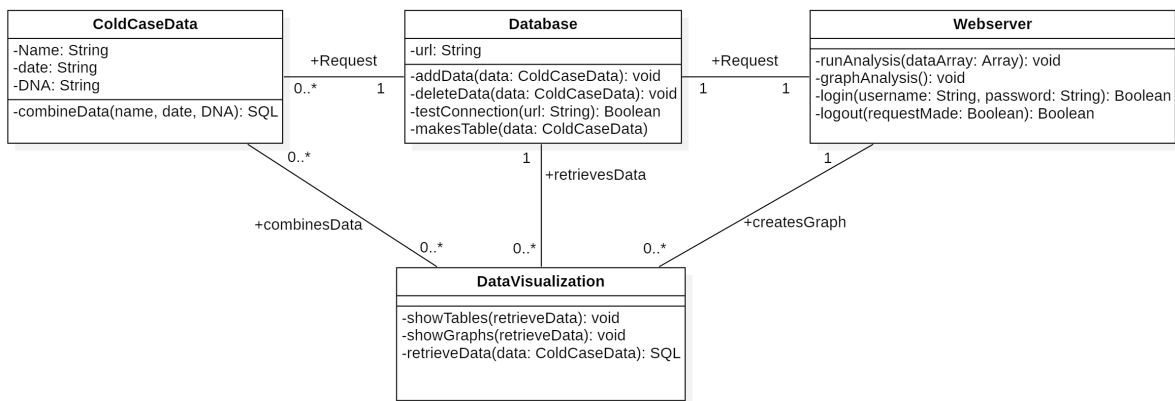 ColdCaseData
-Name: String
-date: String
-DNA: String
-combineData(name, date, DNA): SQL
+Request
0..*
1
Database
-url: String
-addData(data: ColdCaseData): void
-deleteData(data: ColdCaseData): void
-testConnection(url: String): Boolean
-makesTable(data: ColdCaseData)
+Request
1
1
Webserver
-runAnalysis(dataArray: Array): void
-graphAnalysis(): void
-login(username: String, password: String): Boolean
-logout(requestMade: Boolean): Boolean
0..*
+combinesData
0..*
1
+retrievesData
0..*
1
+createsGraph
0..*
DataVisualization
-showTables(retrieveData): void
-showGraphs(retrieveData): void
-retrieveData(data: ColdCaseData): SQL